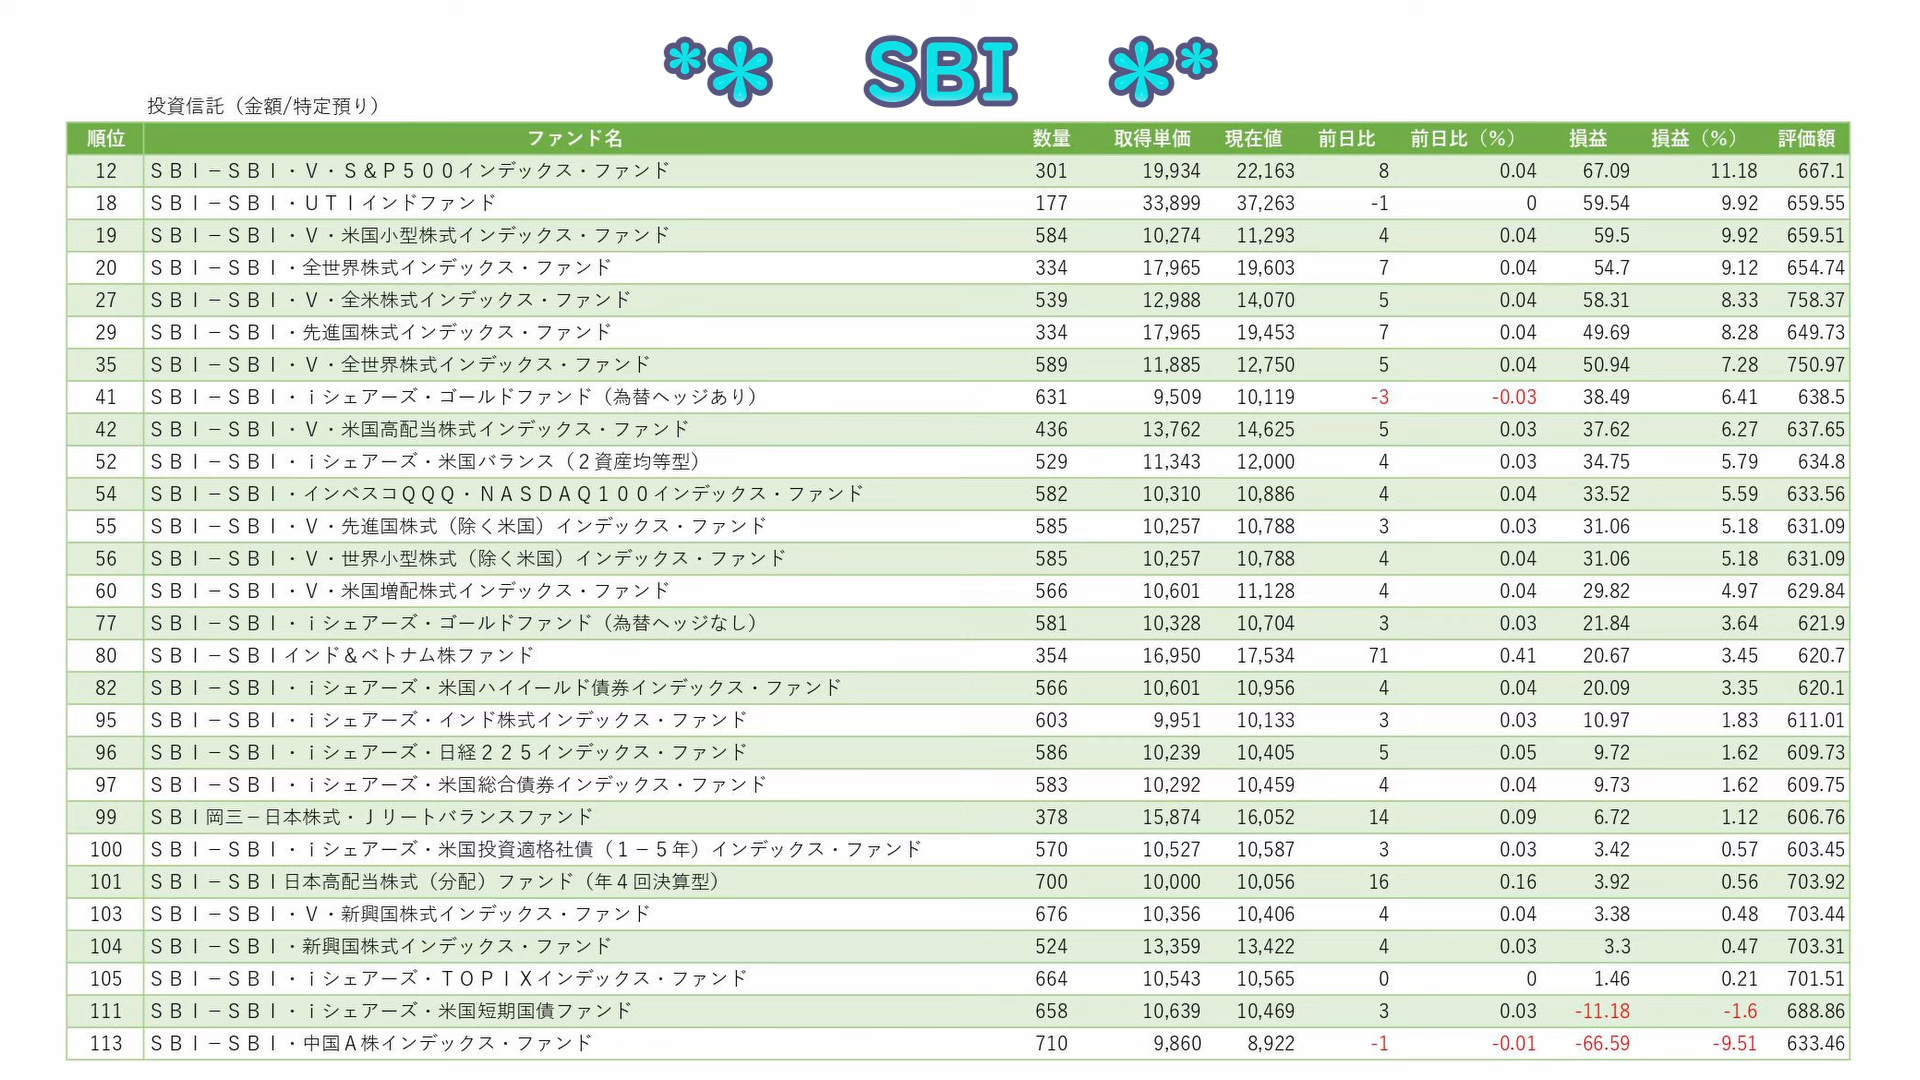 ** SBI **
投資信託（金額/特定預り）
順位 ファンド名 数量 取得単価 現在値 前日比 前日比（%） 損益 損益（%） 評価額
12 ＳＢＩ－ＳＢＩ・Ｖ・Ｓ＆Ｐ５００インデックス・ファンド 301 19,934 22,163 8 0.04 67.09 11.18 667.1
18 ＳＢＩ－ＳＢＩ・ＵＴＩインドファンド 177 33,899 37,263 -1 0 59.54 9.92 659.55
19 ＳＢＩ－ＳＢＩ・Ｖ・米国小型株式インデックス・ファンド 584 10,274 11,293 4 0.04 59.5 9.92 659.51
20 ＳＢＩ－ＳＢＩ・全世界株式インデックス・ファンド 334 17,965 19,603 7 0.04 54.7 9.12 654.74
27 ＳＢＩ－ＳＢＩ・Ｖ・全米株式インデックス・ファンド 539 12,988 14,070 5 0.04 58.31 8.33 758.37
29 ＳＢＩ－ＳＢＩ・先進国株式インデックス・ファンド 334 17,965 19,453 7 0.04 49.69 8.28 649.73
35 ＳＢＩ－ＳＢＩ・Ｖ・全世界株式インデックス・ファンド 589 11,885 12,750 5 0.04 50.94 7.28 750.97
41 ＳＢＩ－ＳＢＩ・ｉシェアーズ・ゴールドファンド（為替ヘッジあり） 631 9,509 10,119 -3 -0.03 38.49 6.41 638.5
42 ＳＢＩ－ＳＢＩ・Ｖ・米国高配当株式インデックス・ファンド 436 13,762 14,625 5 0.03 37.62 6.27 637.65
52 ＳＢＩ－ＳＢＩ・ｉシェアーズ・米国バランス（２資産均等型） 529 11,343 12,000 4 0.03 34.75 5.79 634.8
54 ＳＢＩ－ＳＢＩ・インベスコＱＱＱ・ＮＡＳＤＡＱ１００インデックス・ファンド 582 10,310 10,886 4 0.04 33.52 5.59 633.56
55 ＳＢＩ－ＳＢＩ・Ｖ・先進国株式（除く米国）インデックス・ファンド 585 10,257 10,788 3 0.03 31.06 5.18 631.09
56 ＳＢＩ－ＳＢＩ・Ｖ・世界小型株式（除く米国）インデックス・ファンド 585 10,257 10,788 4 0.04 31.06 5.18 631.09
60 ＳＢＩ－ＳＢＩ・Ｖ・米国増配株式インデックス・ファンド 566 10,601 11,128 4 0.04 29.82 4.97 629.84
77 ＳＢＩ－ＳＢＩ・ｉシェアーズ・ゴールドファンド（為替ヘッジなし） 581 10,328 10,704 3 0.03 21.84 3.64 621.9
80 ＳＢＩ－ＳＢＩインド＆ベトナム株ファンド 354 16,950 17,534 71 0.41 20.67 3.45 620.7
82 ＳＢＩ－ＳＢＩ・ｉシェアーズ・米国ハイイールド債券インデックス・ファンド 566 10,601 10,956 4 0.04 20.09 3.35 620.1
95 ＳＢＩ－ＳＢＩ・ｉシェアーズ・インド株式インデックス・ファンド 603 9,951 10,133 3 0.03 10.97 1.83 611.01
96 ＳＢＩ－ＳＢＩ・ｉシェアーズ・日経２２５インデックス・ファンド 586 10,239 10,405 5 0.05 9.72 1.62 609.73
97 ＳＢＩ－ＳＢＩ・ｉシェアーズ・米国総合債券インデックス・ファンド 583 10,292 10,459 4 0.04 9.73 1.62 609.75
99 ＳＢＩ岡三－日本株式・Ｊリートバランスファンド 378 15,874 16,052 14 0.09 6.72 1.12 606.76
100 ＳＢＩ－ＳＢＩ・ｉシェアーズ・米国投資適格社債（１－５年）インデックス・ファンド 570 10,527 10,587 3 0.03 3.42 0.57 603.45
101 ＳＢＩ－ＳＢＩ日本高配当株式（分配）ファンド（年４回決算型） 700 10,000 10,056 16 0.16 3.92 0.56 703.92
103 ＳＢＩ－ＳＢＩ・Ｖ・新興国株式インデックス・ファンド 676 10,356 10,406 4 0.04 3.38 0.48 703.44
104 ＳＢＩ－ＳＢＩ・新興国株式インデックス・ファンド 524 13,359 13,422 4 0.03 3.3 0.47 703.31
105 ＳＢＩ－ＳＢＩ・ｉシェアーズ・ＴＯＰＩＸインデックス・ファンド 664 10,543 10,565 0 0 1.46 0.21 701.51
111 ＳＢＩ－ＳＢＩ・ｉシェアーズ・米国短期国債ファンド 658 10,639 10,469 3 0.03 -11.18 -1.6 688.86
113 ＳＢＩ－ＳＢＩ・中国Ａ株インデックス・ファンド 710 9,860 8,922 -1 -0.01 -66.59 -9.51 633.46